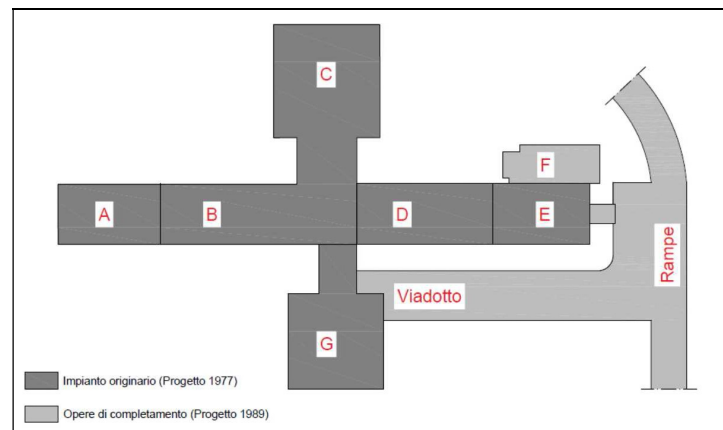 C
F
A
B
D
E
Rampe
Viadotto
G
Impianto originario (Progetto 1977)
Opere di completamento (Progetto 1989)